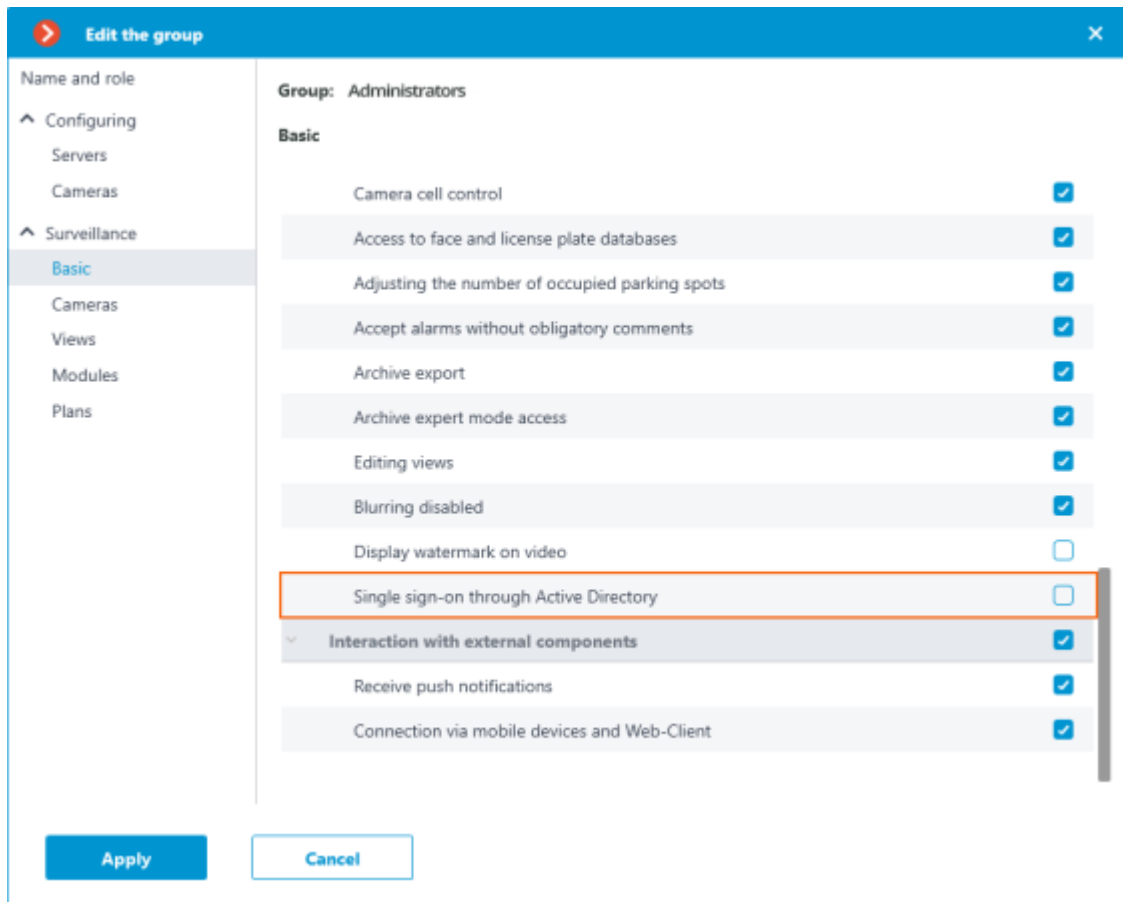 Edit the group
Name and role
Configuring
Servers
Cameras
Surveillance
Basic
Cameras
Views
Modules
Plans
Group: Administrators
Basic
Camera cell control
Access to face and license plate databases
Adjusting the number of occupied parking spots
Accept alarms without obligatory comments
Archive export
Archive expert mode access
Editing views
Blurring disabled
Display watermark on video
Single sign-on through Active Directory
Interaction with external components
Receive push notifications
Connection via mobile devices and Web-Client
Apply
Cancel